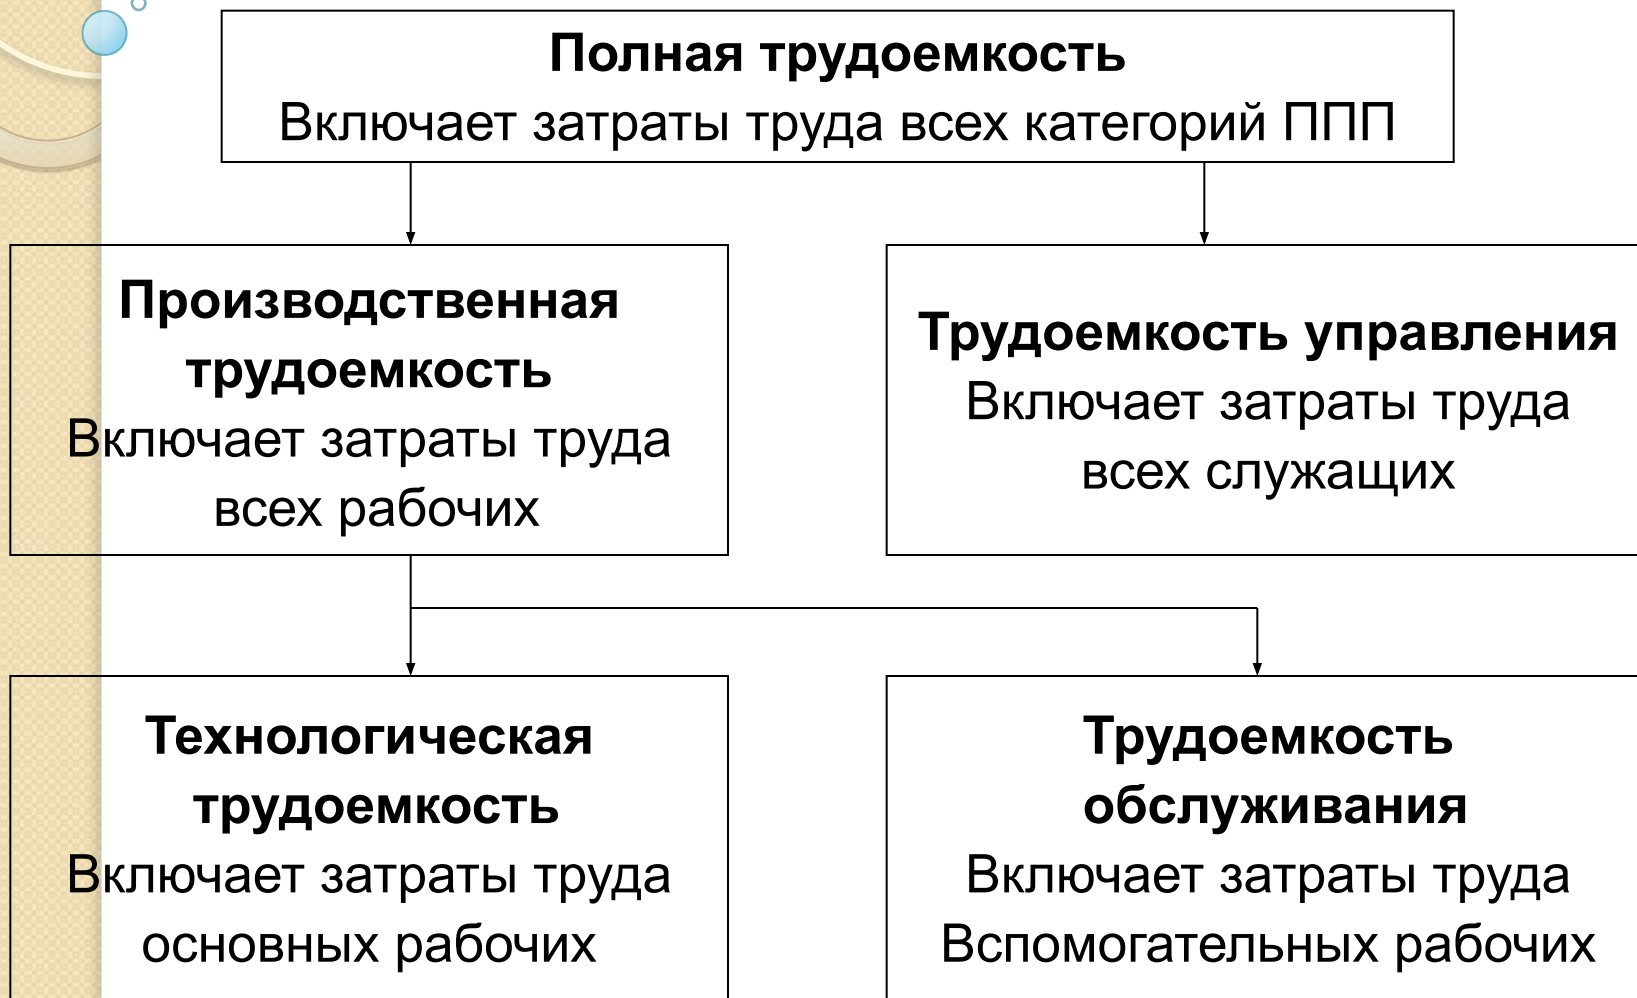 Полная трудоемкость
Включает затраты труда всех категорий ППП
Производственная
трудоемкость
Включает затраты труда
всех рабочих
Трудоемкость управления
Включает затраты труда
всех служащих
Технологическая
трудоемкость
Включает затраты труда
основных рабочих
Трудоемкость
обслуживания
Включает затраты труда
Вспомогательных рабочих